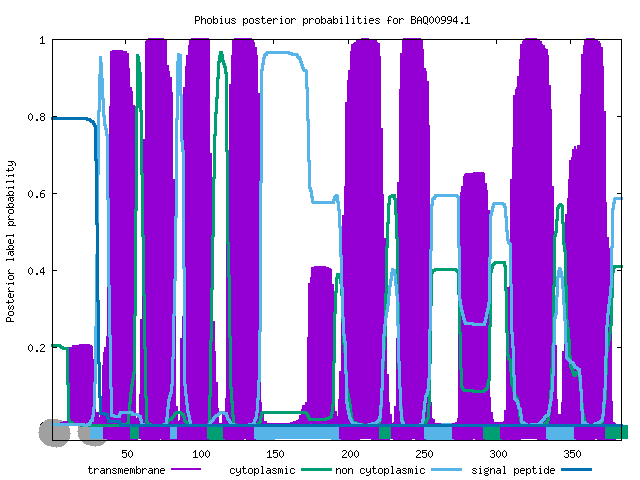 Phobius posterior probabilities for BAQ00994.1
1
0.8
0.6
0.4
0.2
0
Posterior label probability
50
100
150
200
250
300
350
transmembrane
cytoplasmic
non cytoplasmic
signal peptide